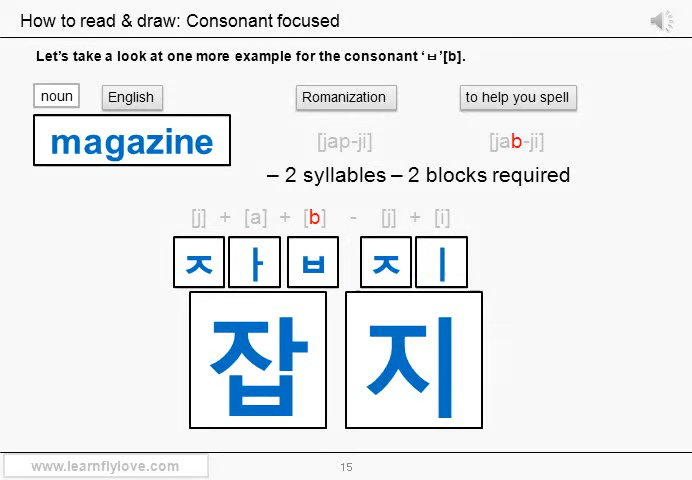 How to read & draw: Consonant focused
Let's take a look at one more example for the consonant ‘ㅂ’[b].
noun English Romanization to help you spell
magazine [jap-ji] [jab-ji]
– 2 syllables – 2 blocks required
[j] + [a] + [b] - [j] + [i]
ㅈ ㅏ ㅂ ㅈ ㅣ
잡 지
www.learnflylove.com 15